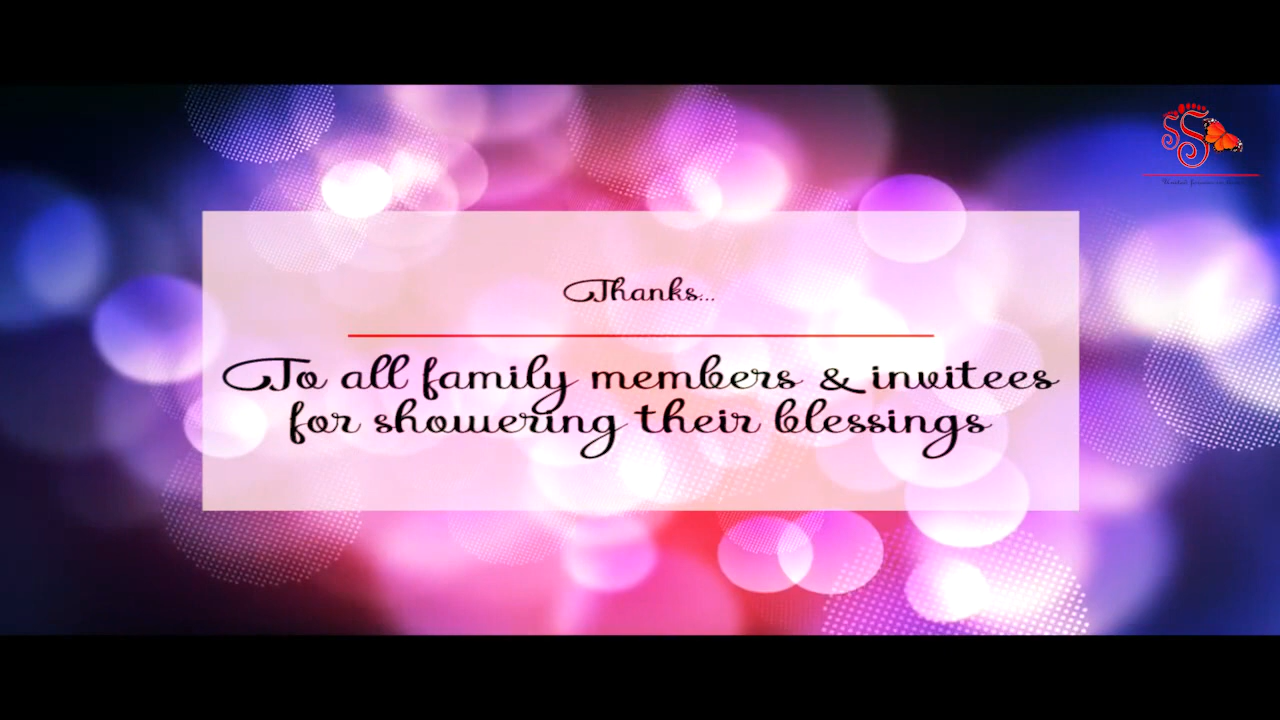 Thanks...
To all family members & invitees
for showering their blessings